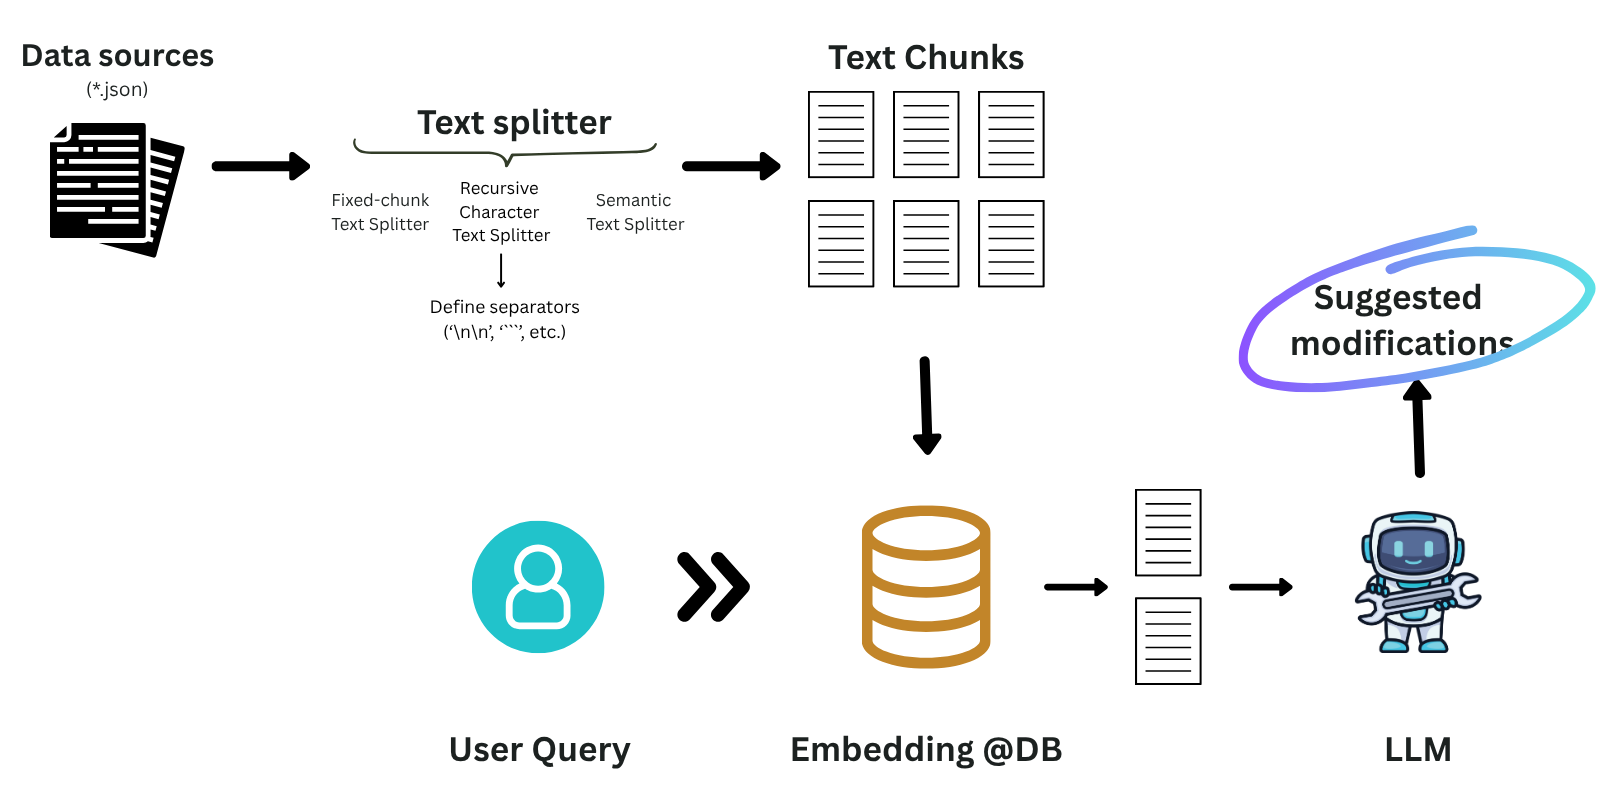 Data sources
(*.json)
Text splitter
Fixed-chunk
Text Splitter
Recursive
Character
Text Splitter
Semantic
Text Splitter
Define separators
(‘\n\n’, ‘```’, etc.)
Text Chunks
Suggested
modifications
User Query
Embedding @DB
LLM